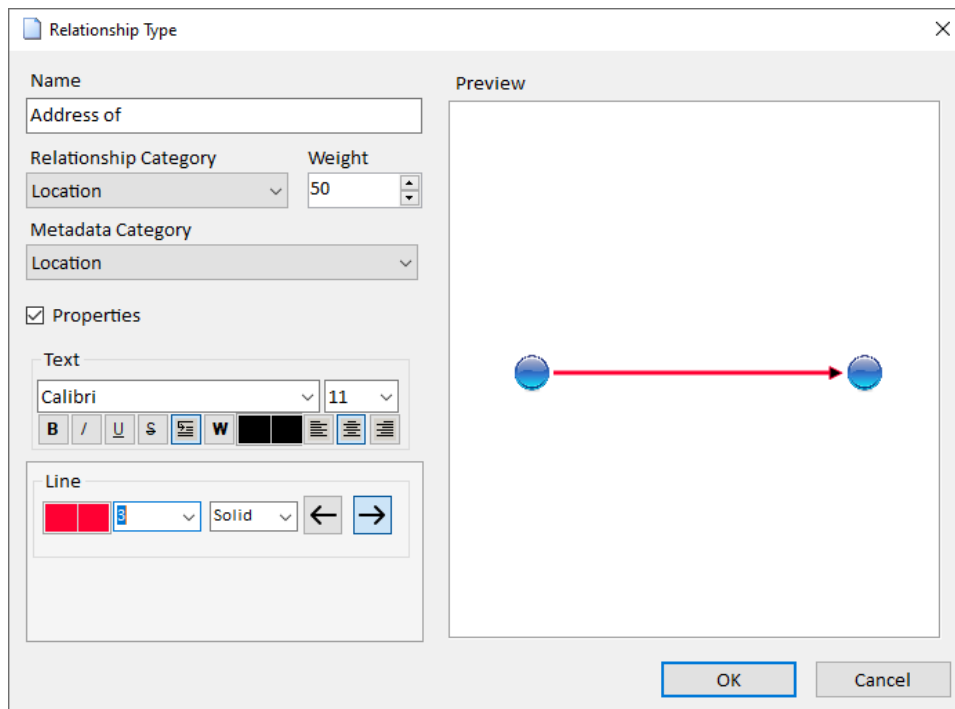 Relationship Type
Name
Preview
Address of
Relationship Category
Weight
Location
50
Metadata Category
Location
Properties
Text
Calibri
11
B I U S W
Line
3
Solid
OK
Cancel